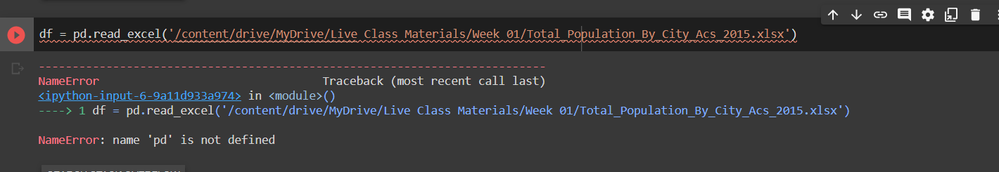 df = pd.read_excel('/content/drive/MyDrive/Live Class Materials/Week 01/Total_Population_By_City_Acs_2015.xlsx')
---------------------------------------------------------------------------
NameError                                 Traceback (most recent call last)
<ipython-input-6-9a11d933a974> in <module>()
----> 1 df = pd.read_excel('/content/drive/MyDrive/Live Class Materials/Week 01/Total_Population_By_City_Acs_2015.xlsx')
NameError: name 'pd' is not defined